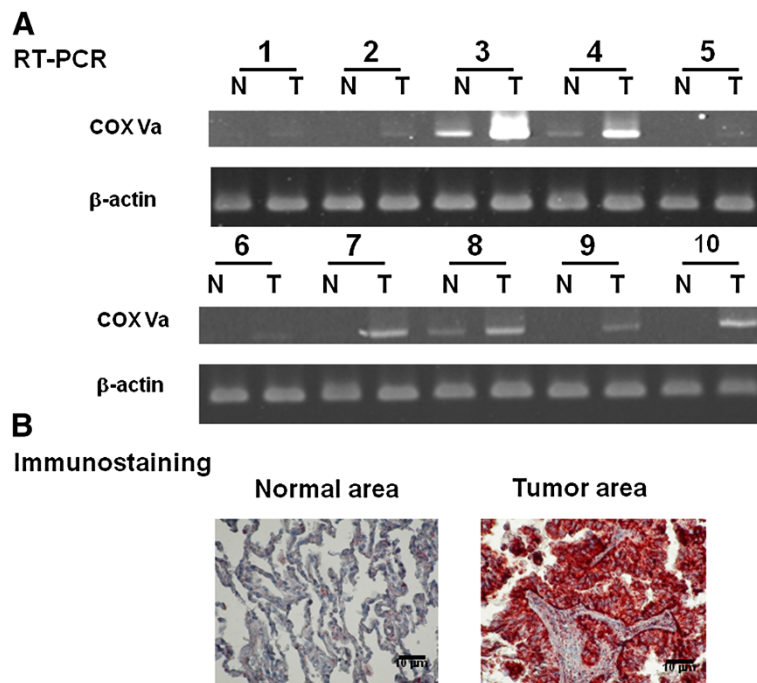 A
RT-PCR
1 2 3 4 5
N T N T N T N T N T
COX Va
β-actin
6 7 8 9 10
N T N T N T N T N T
COX Va
β-actin
B
Immunostaining
Normal area Tumor area
10 μm 10 μm